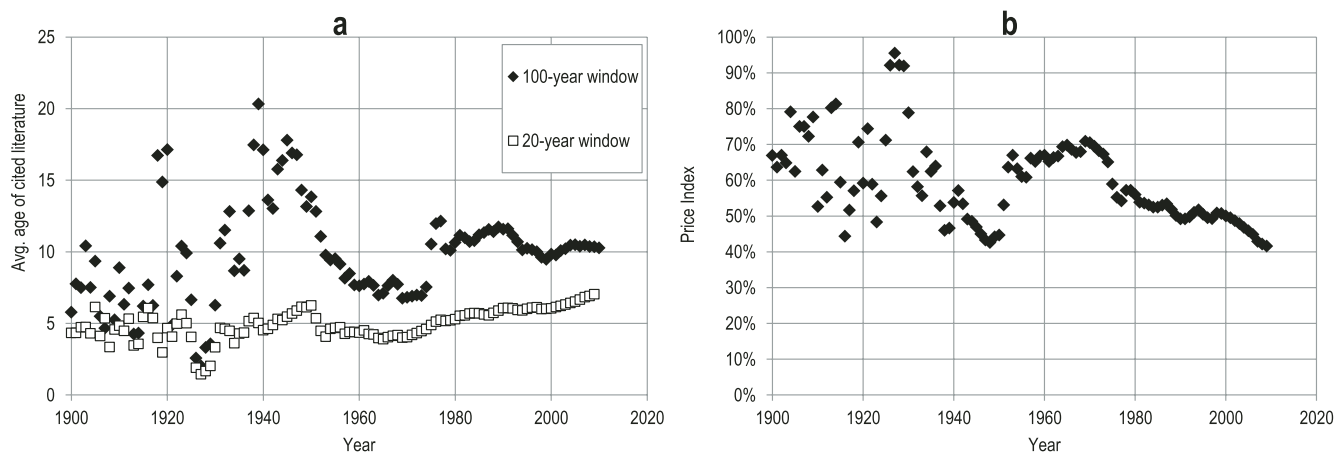 a
25
20
15
10
5
0
Avg. age of cited literature
100-year window
20-year window
1900 1920 1940 1960 1980 2000 2020
Year
b
100%
90%
80%
70%
60%
50%
40%
30%
20%
10%
0%
Price Index
1900 1920 1940 1960 1980 2000 2020
Year